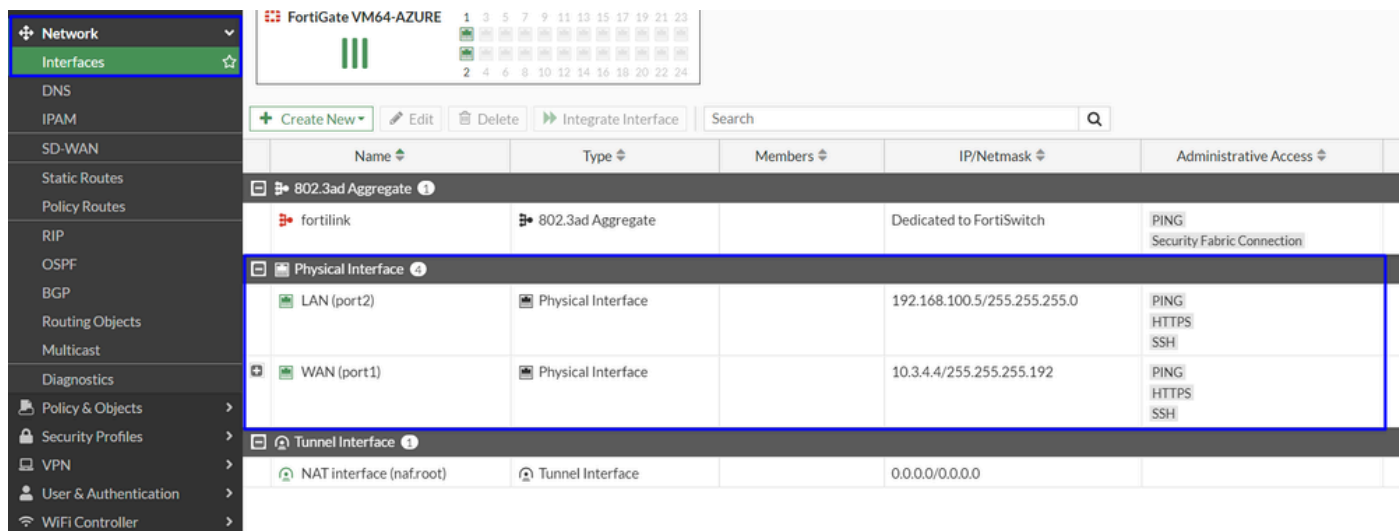 FortiGate VM64-AZURE
1 3 5 7 9 11 13 15 17 19 21 23
2 4 6 8 10 12 14 16 18 20 22 24
Network
Interfaces
DNS
IPAM
SD-WAN
Static Routes
Policy Routes
RIP
OSPF
BGP
Routing Objects
Multicast
Diagnostics
Policy & Objects
Security Profiles
VPN
User & Authentication
WiFi Controller
Create New Edit Delete Integrate Interface Search
Name Type Members IP/Netmask Administrative Access
802.3ad Aggregate 1
fortilink 802.3ad Aggregate Dedicated to FortiSwitch PING
Security Fabric Connection
Physical Interface 4
LAN (port2) Physical Interface 192.168.100.5/255.255.255.0 PING
HTTPS
SSH
WAN (port1) Physical Interface 10.3.4.4/255.255.255.192 PING
HTTPS
SSH
Tunnel Interface 1
NAT interface (naf.root) Tunnel Interface 0.0.0.0/0.0.0.0